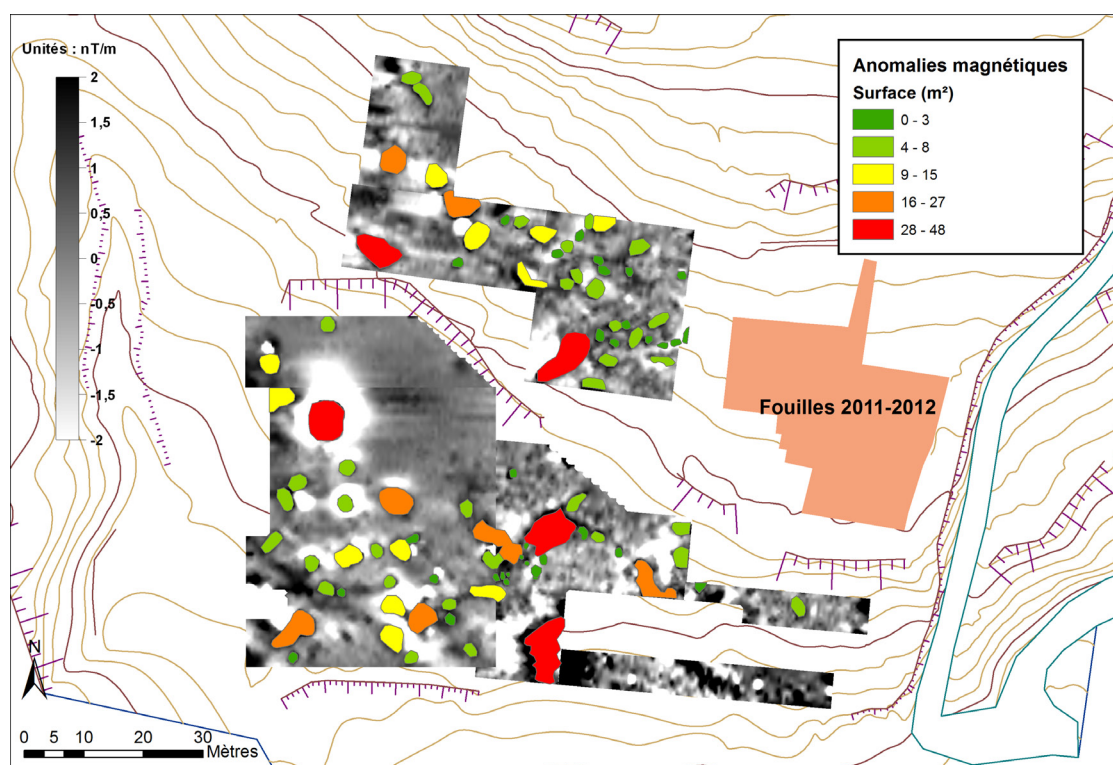 Unités : nT/m
2
1,5
1
0,5
0
-0,5
-1
-1,5
-2
Anomalies magnétiques
Surface (m²)
0 - 3
4 - 8
9 - 15
16 - 27
28 - 48
Fouilles 2011-2012
N
0 5 10 20 30
Mètres